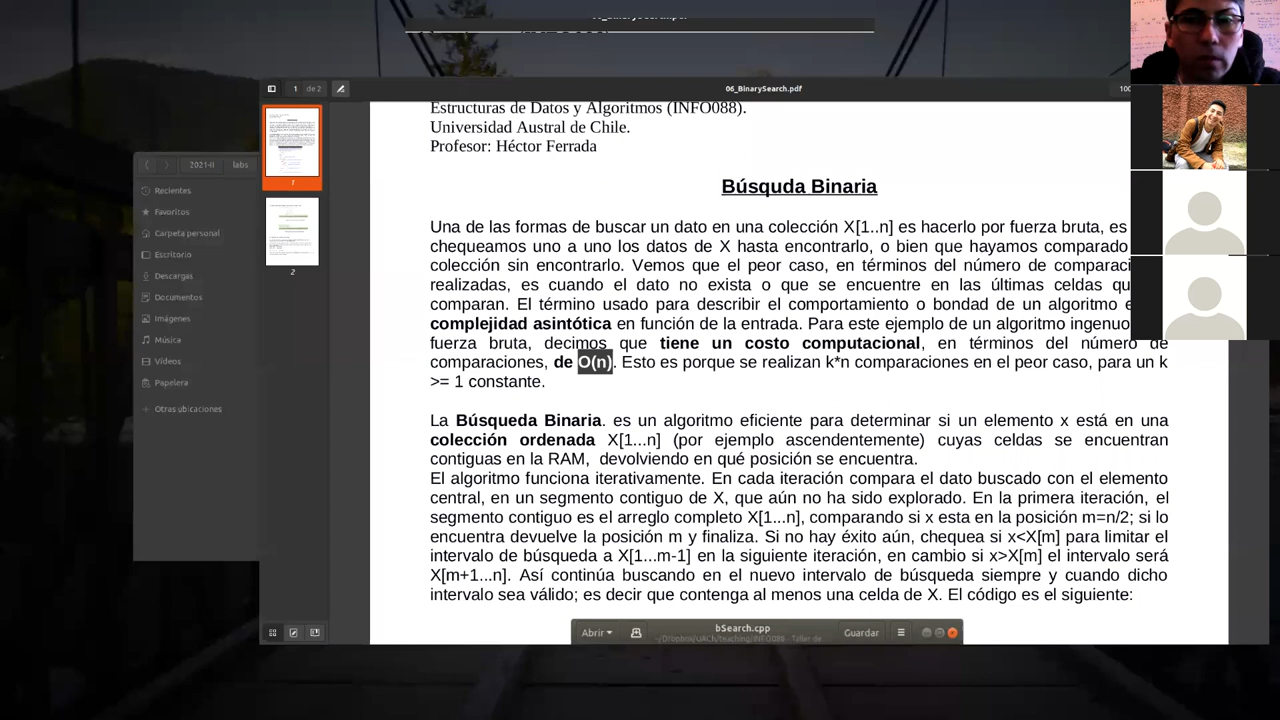 1 de 2
06_BinarySearch.pdf
100
2021-II labs
Recientes
Favoritos
Carpeta personal
Escritorio
Descargas
Documentos
Imágenes
Música
Vídeos
Papelera
Otras ubicaciones
1
2
Estructuras de Datos y Algoritmos (INFO088).
Universidad Austral de Chile.
Profesor: Héctor Ferrada
Búsquda Binaria
Una de las formas de buscar un dato en una colección X[1..n] es hacerlo por fuerza bruta, es
chequeamos uno a uno los datos de X hasta encontrarlo, o bien que hayamos comparado
colección sin encontrarlo. Vemos que el peor caso, en términos del número de comparaci
realizadas, es cuando el dato no exista o que se encuentre en las últimas celdas qu
comparan. El término usado para describir el comportamiento o bondad de un algoritmo e
complejidad asintótica en función de la entrada. Para este ejemplo de un algoritmo ingenuo
fuerza bruta, decimos que tiene un costo computacional, en términos del número de
comparaciones, de O(n). Esto es porque se realizan k*n comparaciones en el peor caso, para un k
>= 1 constante.
La Búsqueda Binaria. es un algoritmo eficiente para determinar si un elemento x está en una
colección ordenada X[1...n] (por ejemplo ascendentemente) cuyas celdas se encuentran
contiguas en la RAM, devolviendo en qué posición se encuentra.
El algoritmo funciona iterativamente. En cada iteración compara el dato buscado con el elemento
central, en un segmento contiguo de X, que aún no ha sido explorado. En la primera iteración, el
segmento contiguo es el arreglo completo X[1...n], comparando si x esta en la posición m=n/2; si lo
encuentra devuelve la posición m y finaliza. Si no hay éxito aún, chequea si x<X[m] para limitar el
intervalo de búsqueda a X[1...m-1] en la siguiente iteración, en cambio si x>X[m] el intervalo será
X[m+1...n]. Así continúa buscando en el nuevo intervalo de búsqueda siempre y cuando dicho
intervalo sea válido; es decir que contenga al menos una celda de X. El código es el siguiente:
Abrir bSearch.cpp Guardar
~/Dropbox/UACh/teaching/INFO088 - Taller de